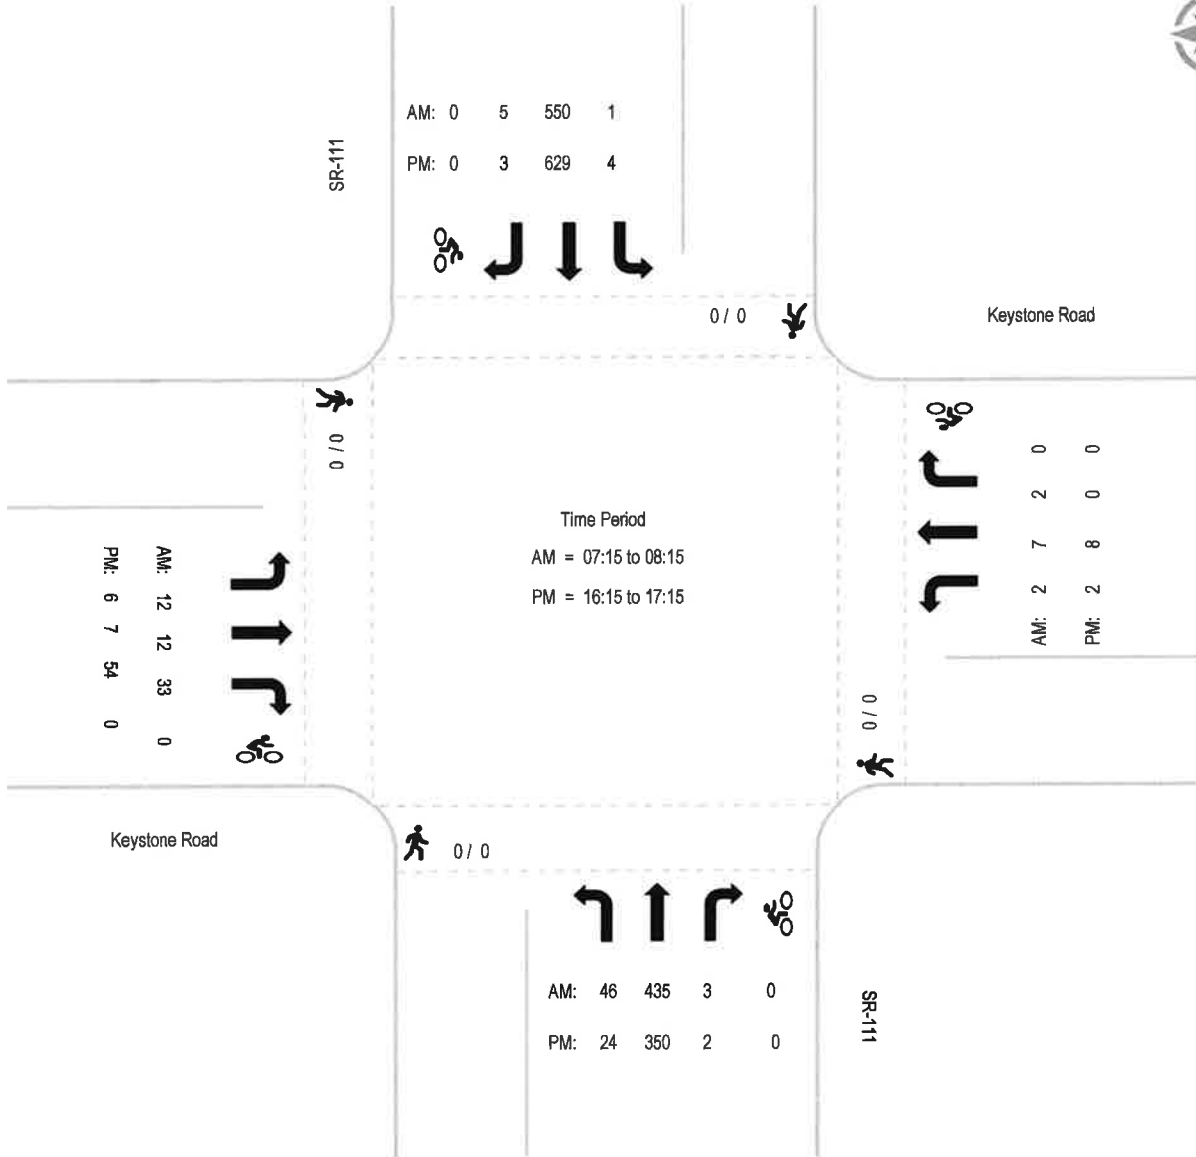 AM: 0 5 550 1
PM: 0 3 629 4
SR-111
0 / 0
Keystone Road
0 / 0
Time Period
AM = 07:15 to 08:15
PM = 16:15 to 17:15
AM: 2 7 2 0
PM: 2 8 0 0
AM: 12 12 33 0
PM: 6 7 54 0
0 / 0
Keystone Road
0 / 0
AM: 46 435 3 0
PM: 24 350 2 0
SR-111